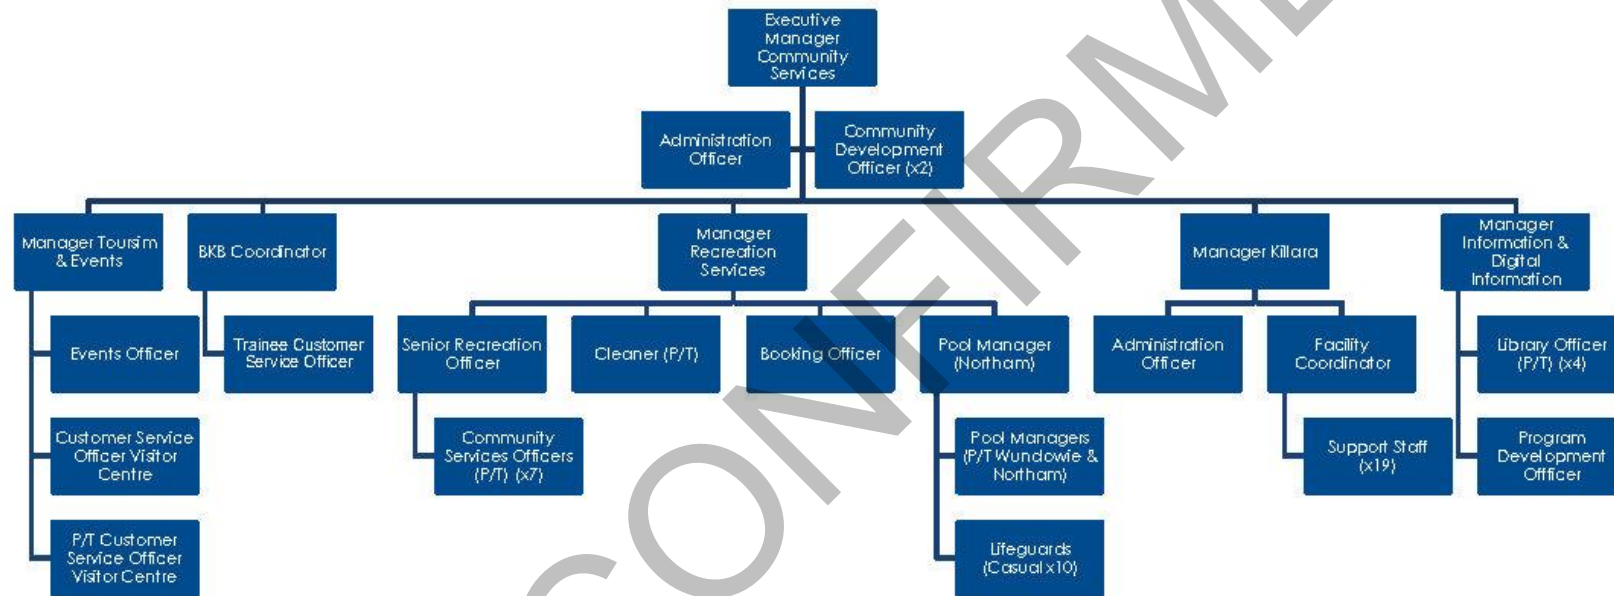 Executive
Manager
Community
Services
Administration
Officer
Community
Development
Officer (x2)
Manager Toursim
& Events
BKB Coordinator
Manager
Recreation
Services
Manager Killara
Manager
Information &
Digital
Information
Events Officer
Trainee Customer
Service Officer
Senior Recreation
Officer
Cleaner (P/T)
Booking Officer
Pool Manager
(Northam)
Administration
Officer
Facility
Coordinator
Library Officer
(P/T) (x4)
Customer Service
Officer Visitor
Centre
Community
Services Officers
(P/T) (x7)
Pool Managers
(P/T Wundowie &
Northam)
Support Staff
(x19)
Program
Development
Offficer
P/T Customer
Service Officer
Visitor Centre
Lifeguards
(Casual x10)
CONFIRME